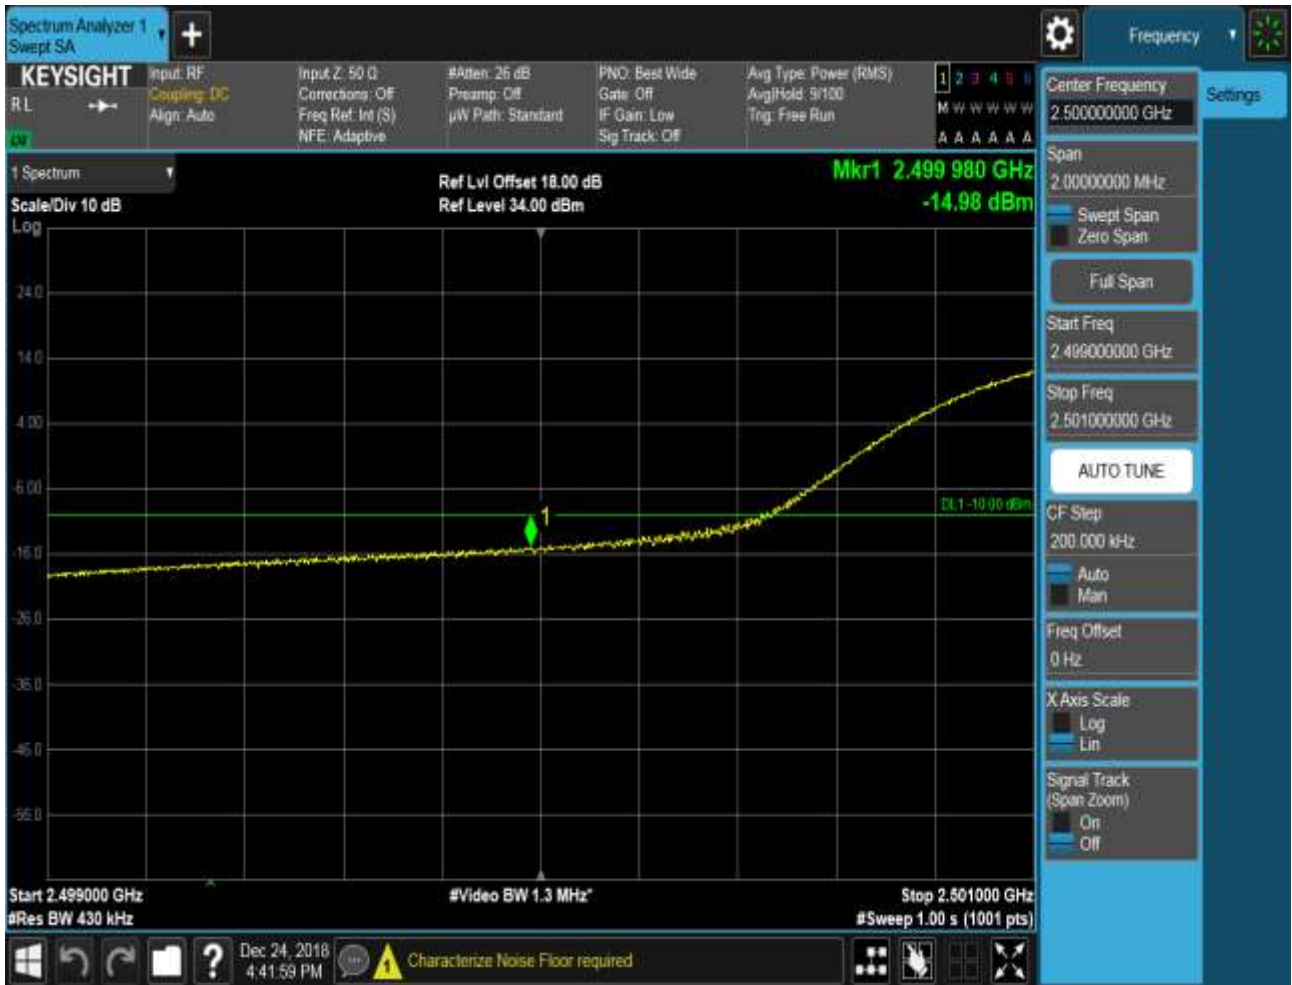 Spectrum Analyzer 1
Swept SA
+
Frequency
KEYSIGHT
RL
Input: RF
Coupling: DC
Align: Auto
Input Z: 50 Ω
Corrections: Off
Freq Ref: Int (S)
NFE: Adaptive
#Atten: 26 dB
Preamp: Off
µW Path: Standard
PNO: Best Wide
Gate: Off
IF Gain: Low
Sig Track: Off
Avg Type: Power (RMS)
Avg|Hold: 9/100
Trig: Free Run
1 2 3 4 5 6
M W W W W W
A A A A A A
1 Spectrum
Scale/Div 10 dB
Log
Ref Lvl Offset 18.00 dB
Ref Level 34.00 dBm
Mkr1 2.499 980 GHz
-14.98 dBm
24.0
14.0
4.00
-6.00
-16.0
-26.0
-36.0
-46.0
-56.0
1
DL1 -10.00 dBm
Start 2.499000 GHz
#Res BW 430 kHz
#Video BW 1.3 MHz*
Stop 2.501000 GHz
#Sweep 1.00 s (1001 pts)
Center Frequency
2.500000000 GHz
Settings
Span
2.00000000 MHz
Swept Span
Zero Span
Full Span
Start Freq
2.499000000 GHz
Stop Freq
2.501000000 GHz
AUTO TUNE
CF Step
200.000 kHz
Auto
Man
Freq Offset
0 Hz
X Axis Scale
Log
Lin
Signal Track
(Span Zoom)
On
Off
?
Dec 24, 2018
4:41:59 PM
1
Characterize Noise Floor required